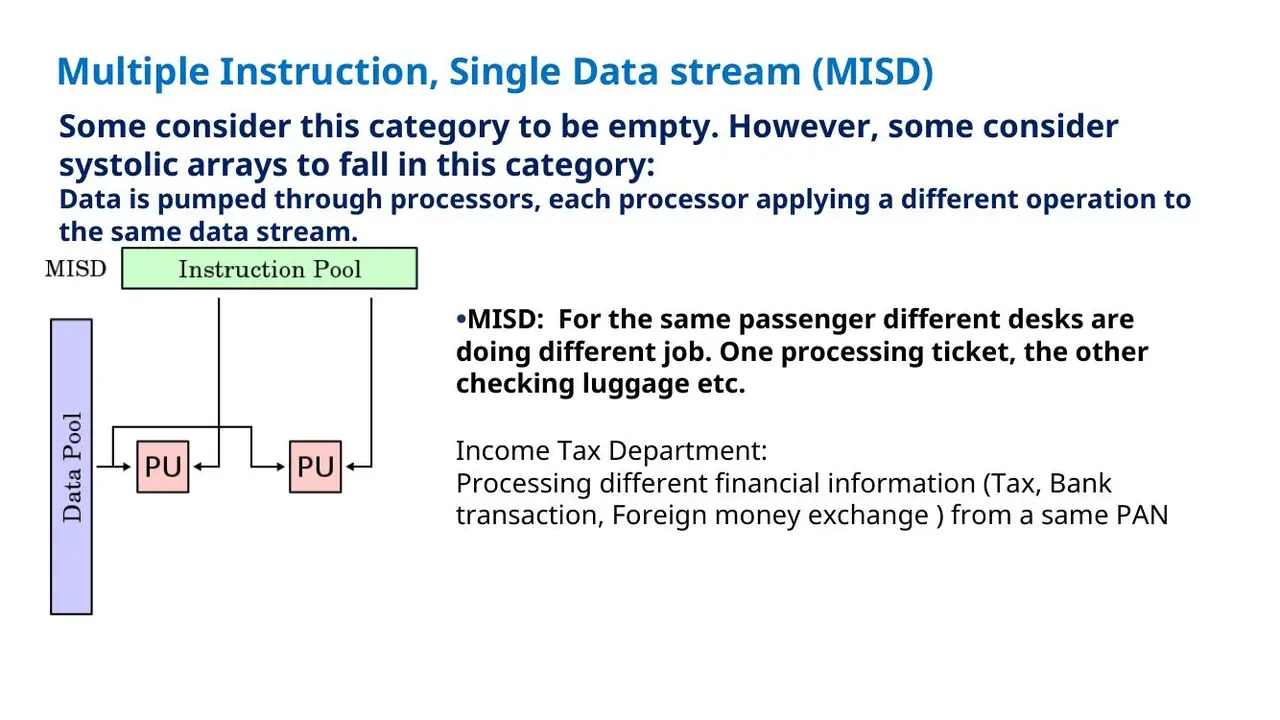 Multiple Instruction, Single Data stream (MISD)
Some consider this category to be empty. However, some consider
systolic arrays to fall in this category:
Data is pumped through processors, each processor applying a different operation to
the same data stream.
MISD
Instruction Pool
Data Pool
PU
PU
•MISD:  For the same passenger different desks are
doing different job. One processing ticket, the other
checking luggage etc.
Income Tax Department:
Processing different financial information (Tax, Bank
transaction, Foreign money exchange ) from a same PAN